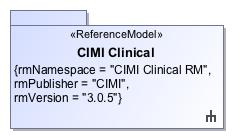 «ReferenceModel»
CIMI Clinical
{rmNamespace = "CIMI Clinical RM",
rmPublisher = "CIMI",
rmVersion = "3.0.5"}